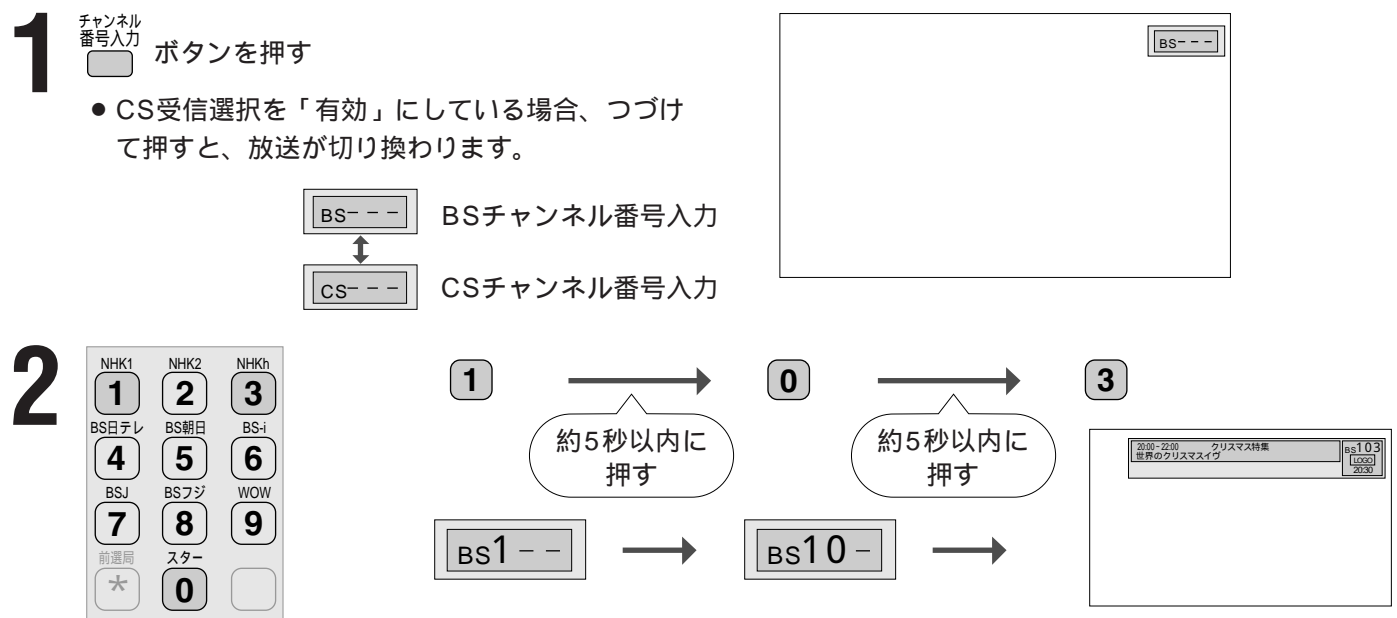 1
チャンネル
番号入力
ボタンを押す
● CS受信選択を「有効」にしている場合、つづけ
て押すと、放送が切り換わります。
BS---
BSチャンネル番号入力
CS---
CSチャンネル番号入力
BS---
2
NHK1 NHK2 NHKh
1 2 3
BS日テレ BS朝日 BS-i
4 5 6
BSJ BSフジ WOW
7 8 9
前選局 スター
* 0
1 0 3
約5秒以内に
押す
約5秒以内に
押す
BS1--
BS10-
20:00-22:00 クリスマス特集
世界のクリスマスイヴ
BS103
LOGO
20:30